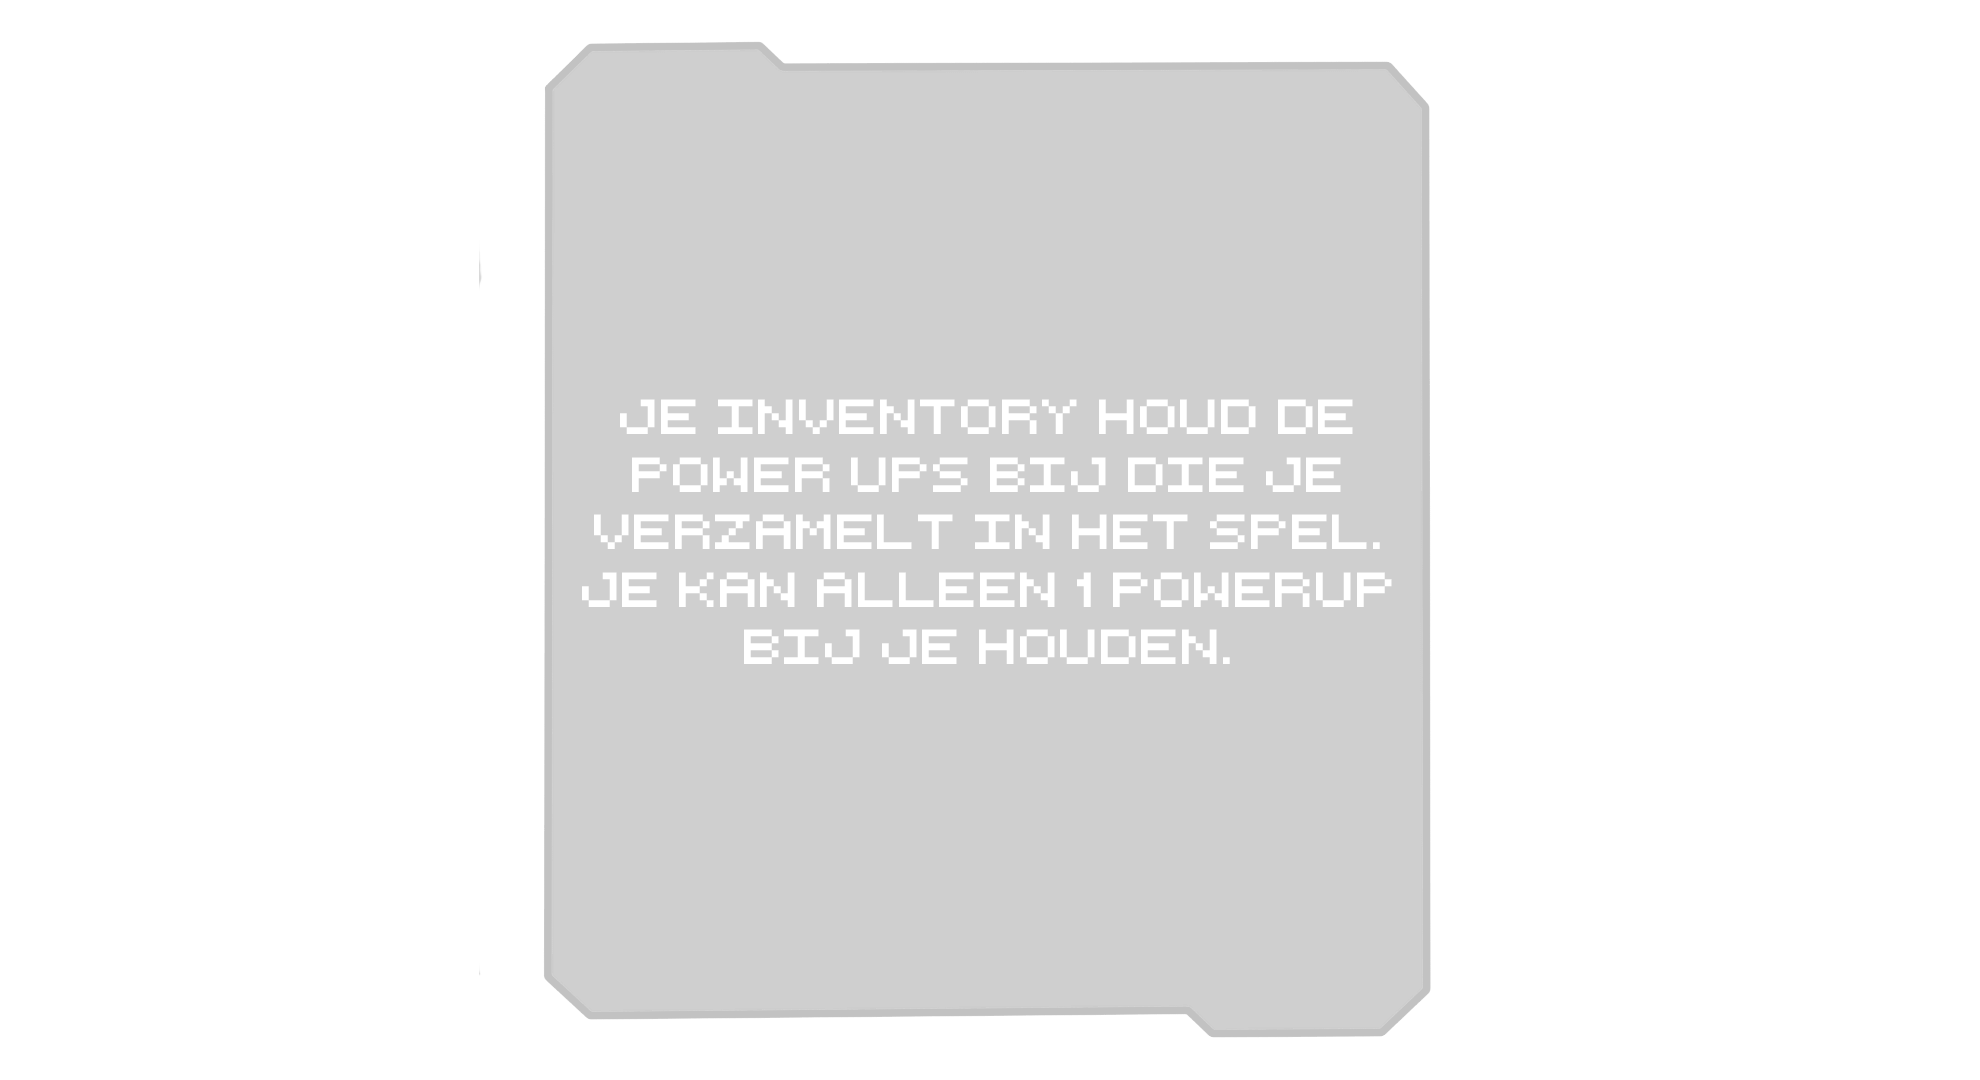 JE INVENTORY HOUD DE
POWER UPS BIJ DIE JE
VERZAMELT IN HET SPEL.
JE KAN ALLEEN 1 POWERUP
BIJ JE HOUDEN.